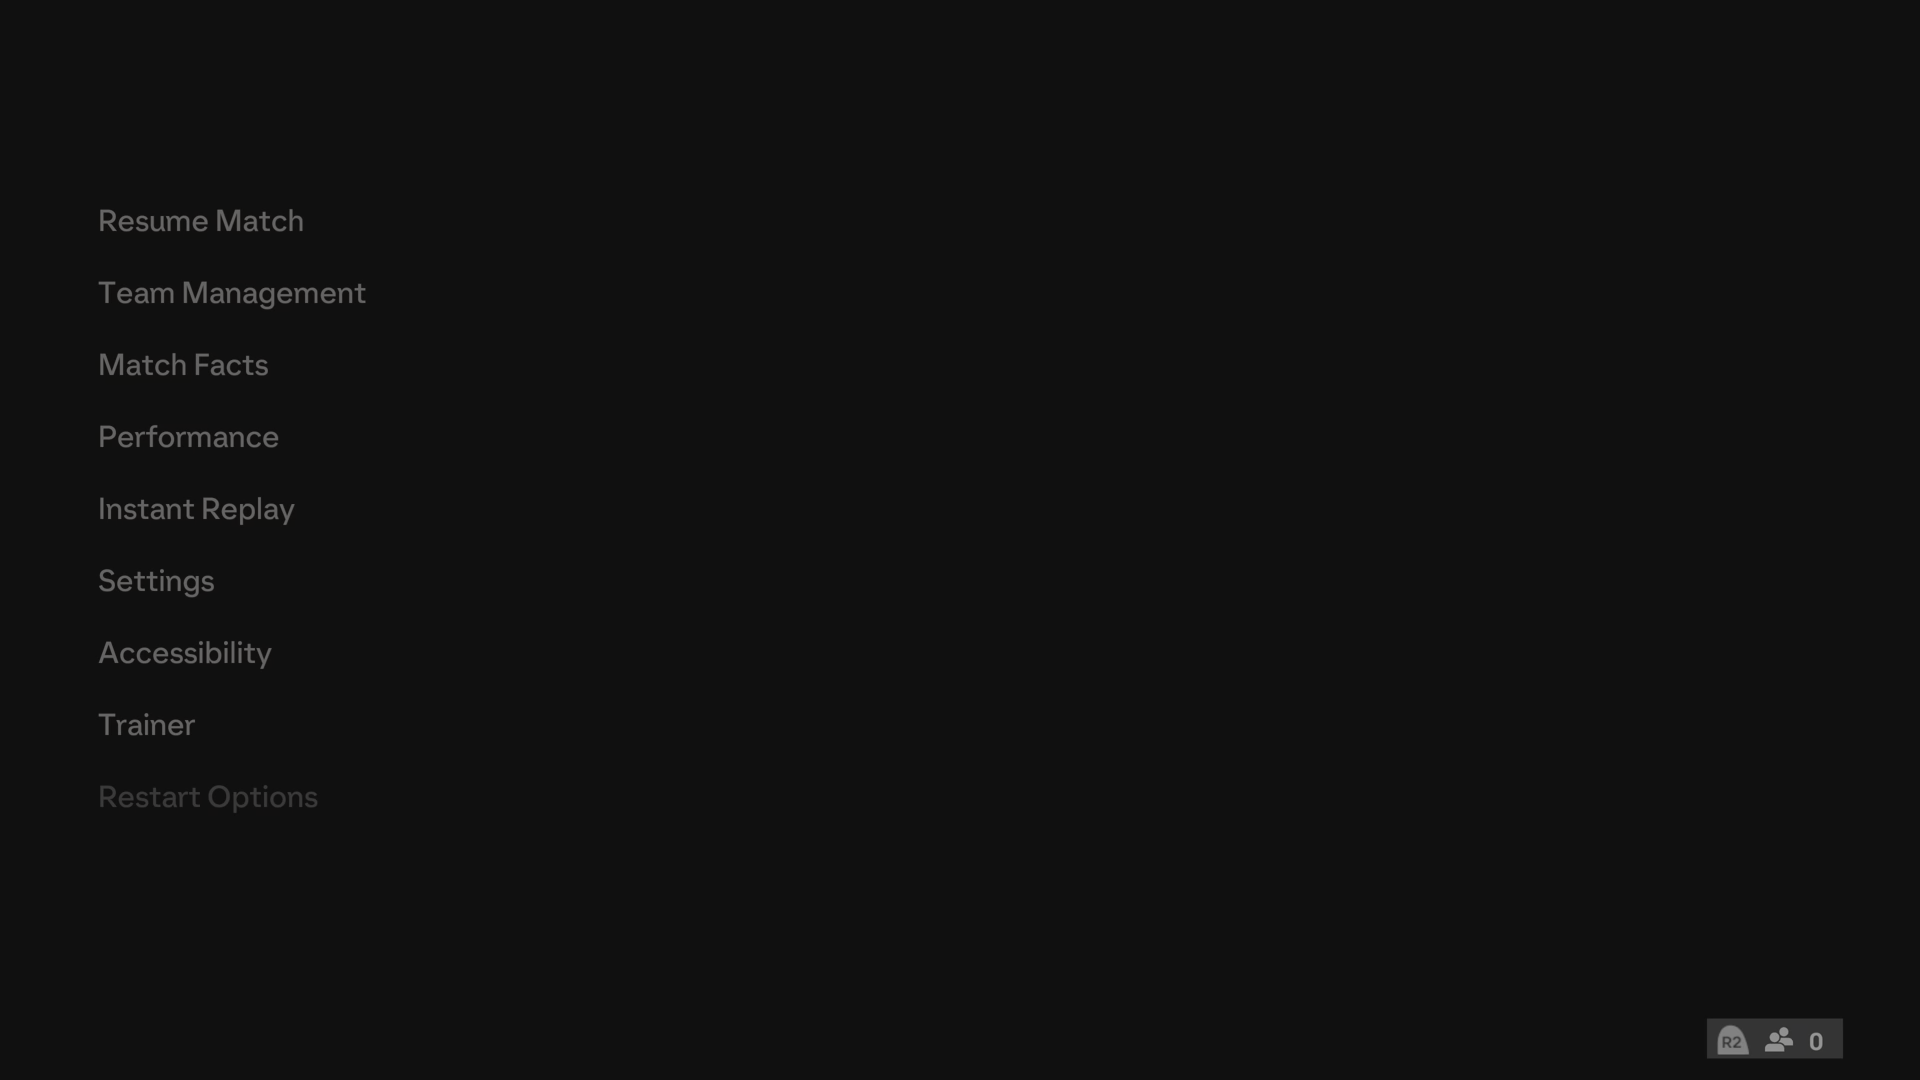 Resume Match
Team Management
Match Facts
Performance
Instant Replay
Settings
Accessibility
Trainer
Restart Options
R2 0